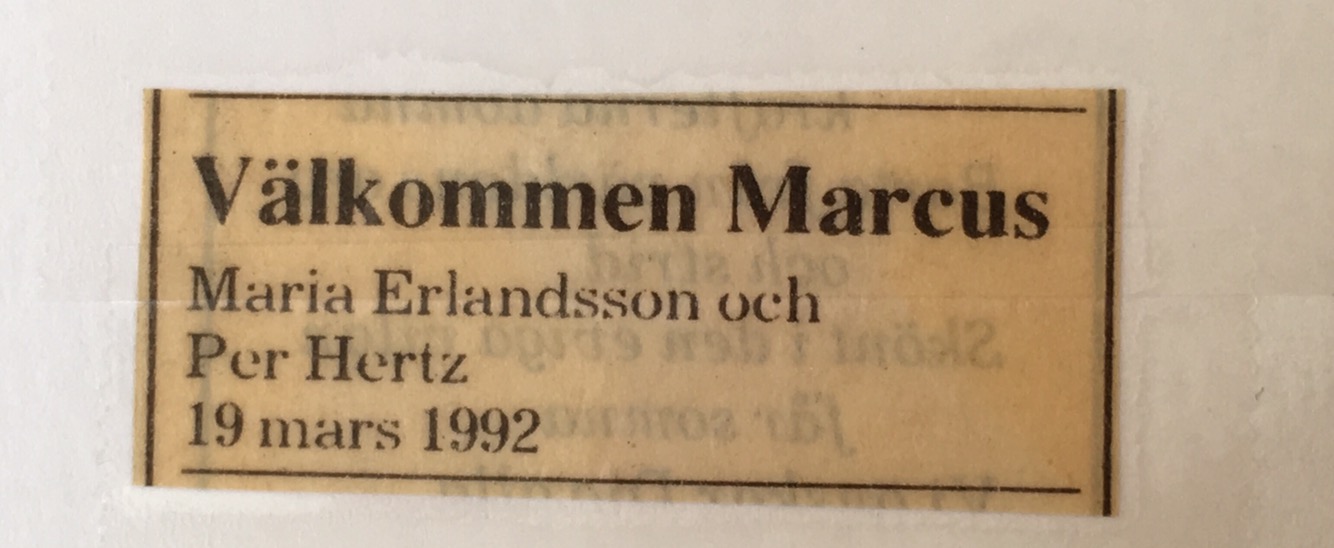 Välkommen Marcus
Maria Erlandsson och
Per Hertz
19 mars 1992